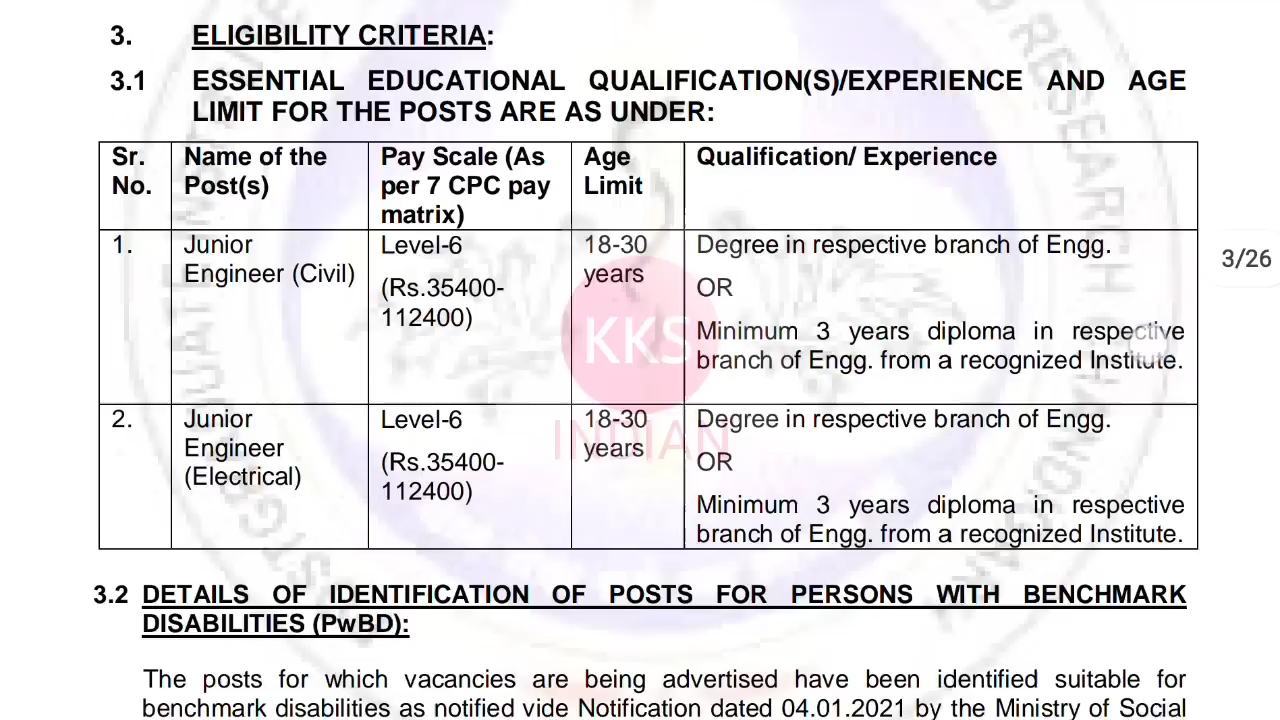 3. ELIGIBILITY CRITERIA:
3.1 ESSENTIAL EDUCATIONAL QUALIFICATION(S)/EXPERIENCE AND AGE
LIMIT FOR THE POSTS ARE AS UNDER:
Sr. No. | Name of the Post(s) | Pay Scale (As per 7 CPC pay matrix) | Age Limit | Qualification/ Experience
1. | Junior Engineer (Civil) | Level-6 (Rs.35400-112400) | 18-30 years | Degree in respective branch of Engg.
OR
Minimum 3 years diploma in respective
branch of Engg. from a recognized Institute.
2. | Junior Engineer (Electrical) | Level-6 (Rs.35400-112400) | 18-30 years | Degree in respective branch of Engg.
OR
Minimum 3 years diploma in respective
branch of Engg. from a recognized Institute.
3.2 DETAILS OF IDENTIFICATION OF POSTS FOR PERSONS WITH BENCHMARK
DISABILITIES (PwBD):
The posts for which vacancies are being advertised have been identified suitable for
benchmark disabilities as notified vide Notification dated 04.01.2021 by the Ministry of Social
3/26
KKS
INDIAN